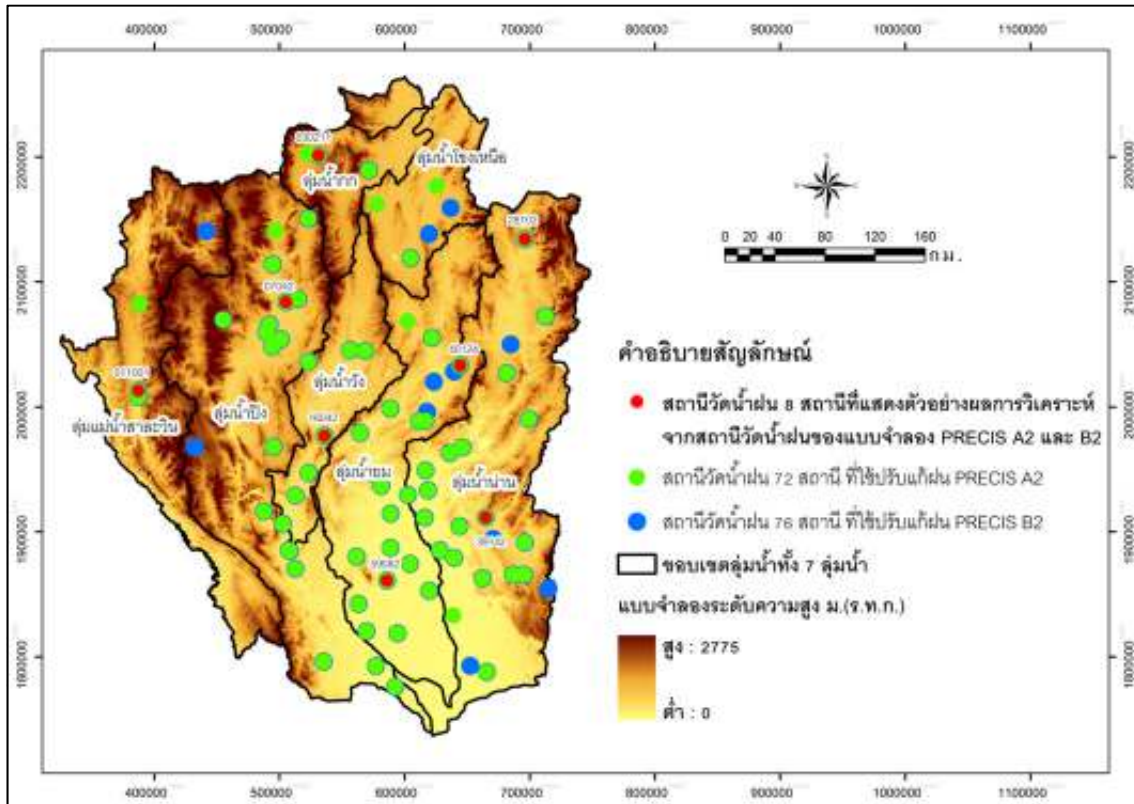 400000 500000 600000 700000 800000 900000 1000000 1100000
2200000 2200000
2100000 2100000
2000000 2000000
1900000 1900000
1800000 1800000
ลุ่มน้ำกก
ลุ่มน้ำโขงเหนือ
ลุ่มน้ำวัง
ลุ่มน้ำปิง
ลุ่มแม่น้ำสาละวิน
ลุ่มน้ำยม
ลุ่มน้ำน่าน
0 20 40 80 120 160
กม.
คำอธิบายสัญลักษณ์
สถานีวัดน้ำฝน 8 สถานีที่แสดงตัวอย่างผลการวิเคราะห์
จากสถานีวัดน้ำฝนของแบบจำลอง PRECIS A2 และ B2
สถานีวัดน้ำฝน 72 สถานี ที่ใช้ปรับแก้ฝน PRECIS A2
สถานีวัดน้ำฝน 76 สถานี ที่ใช้ปรับแก้ฝน PRECIS B2
ขอบเขตลุ่มน้ำทั้ง 7 ลุ่มน้ำ
แบบจำลองระดับความสูง ม.(ร.ท.ก.)
สูง : 2775
ต่ำ : 0
400000 500000 600000 700000 800000 900000 1000000 1100000